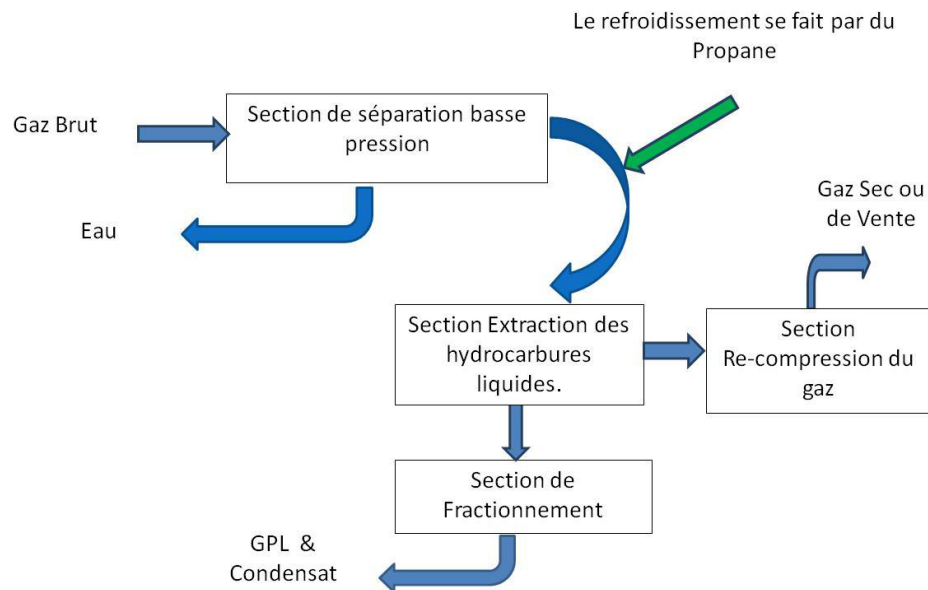 Le refroidissement se fait par du
Propane
Gaz Brut
Section de séparation basse
pression
Eau
Gaz Sec ou
de Vente
Section Extraction des
hydrocarbures
liquides.
Section
Re-compression du
gaz
Section de
Fractionnement
GPL &
Condensat